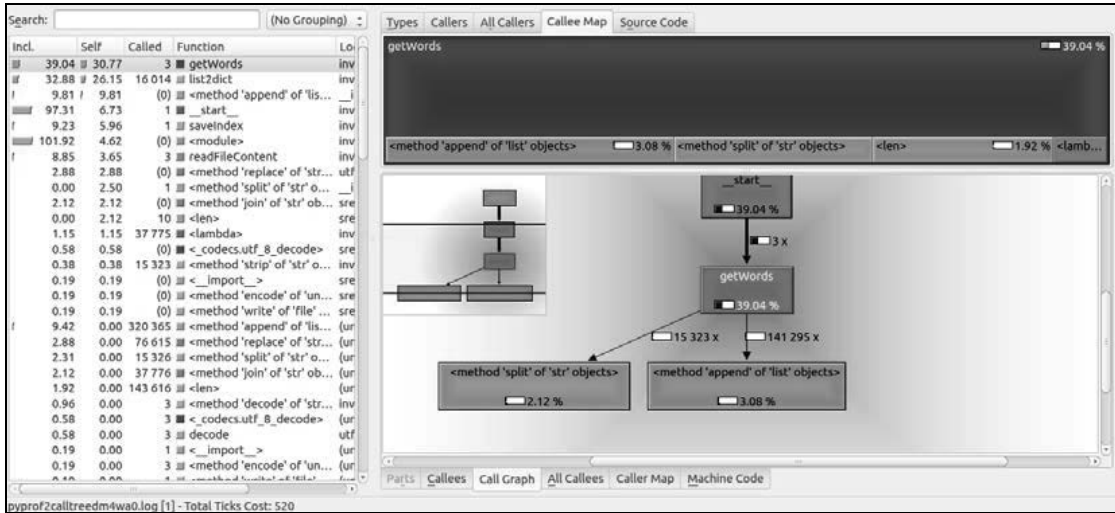 Search: (No Grouping)
Types Callers All Callers Callee Map Source Code
Incl. Self Called Function Lo
39.04 30.77 3 getWords inv
32.88 26.15 16 014 list2dict inv
9.81 9.81 (0) <method 'append' of 'lis... __i
97.31 6.73 1 __start__ inv
9.23 5.96 1 saveIndex inv
101.92 4.62 (0) <module> inv
8.85 3.65 3 readFileContent inv
2.88 2.88 (0) <method 'replace' of 'str... utf
0.00 2.50 1 <method 'split' of 'str' o... __i
2.12 2.12 (0) <method 'join' of 'str' ob... sre
0.00 2.12 10 <len> sre
1.15 1.15 37 775 <lambda> inv
0.58 0.58 (0) <_codecs.utf_8_decode> sre
0.38 0.38 15 323 <method 'strip' of 'str' o... inv
0.19 0.19 (0) <__import__> sre
0.19 0.19 (0) <method 'encode' of 'un... sre
0.19 0.19 (0) <method 'write' of 'file' ... sre
9.42 0.00 320 365 <method 'append' of 'lis... (ur
2.88 0.00 76 615 <method 'replace' of 'str... (ur
2.31 0.00 15 326 <method 'split' of 'str' o... (ur
2.12 0.00 37 776 <method 'join' of 'str' ob... (ur
1.92 0.00 143 616 <len> (ur
0.96 0.00 3 <method 'decode' of 'str... inv
0.58 0.00 3 <_codecs.utf_8_decode> (ur
0.58 0.00 3 decode utf
0.19 0.00 1 <__import__> (ur
0.19 0.00 3 <method 'encode' of 'un... (ur
getWords 39.04 %
<method 'append' of 'list' objects> 3.08 % <method 'split' of 'str' objects> <len> 1.92 % <lamb...
__start__
39.04 %
3 x
getWords
39.04 %
15 323 x 141 295 x
<method 'split' of 'str' objects> <method 'append' of 'list' objects>
2.12 % 3.08 %
Parts Callees Call Graph All Callees Caller Map Machine Code
pyprof2calltreedm4wa0.log [1] - Total Ticks Cost: 520